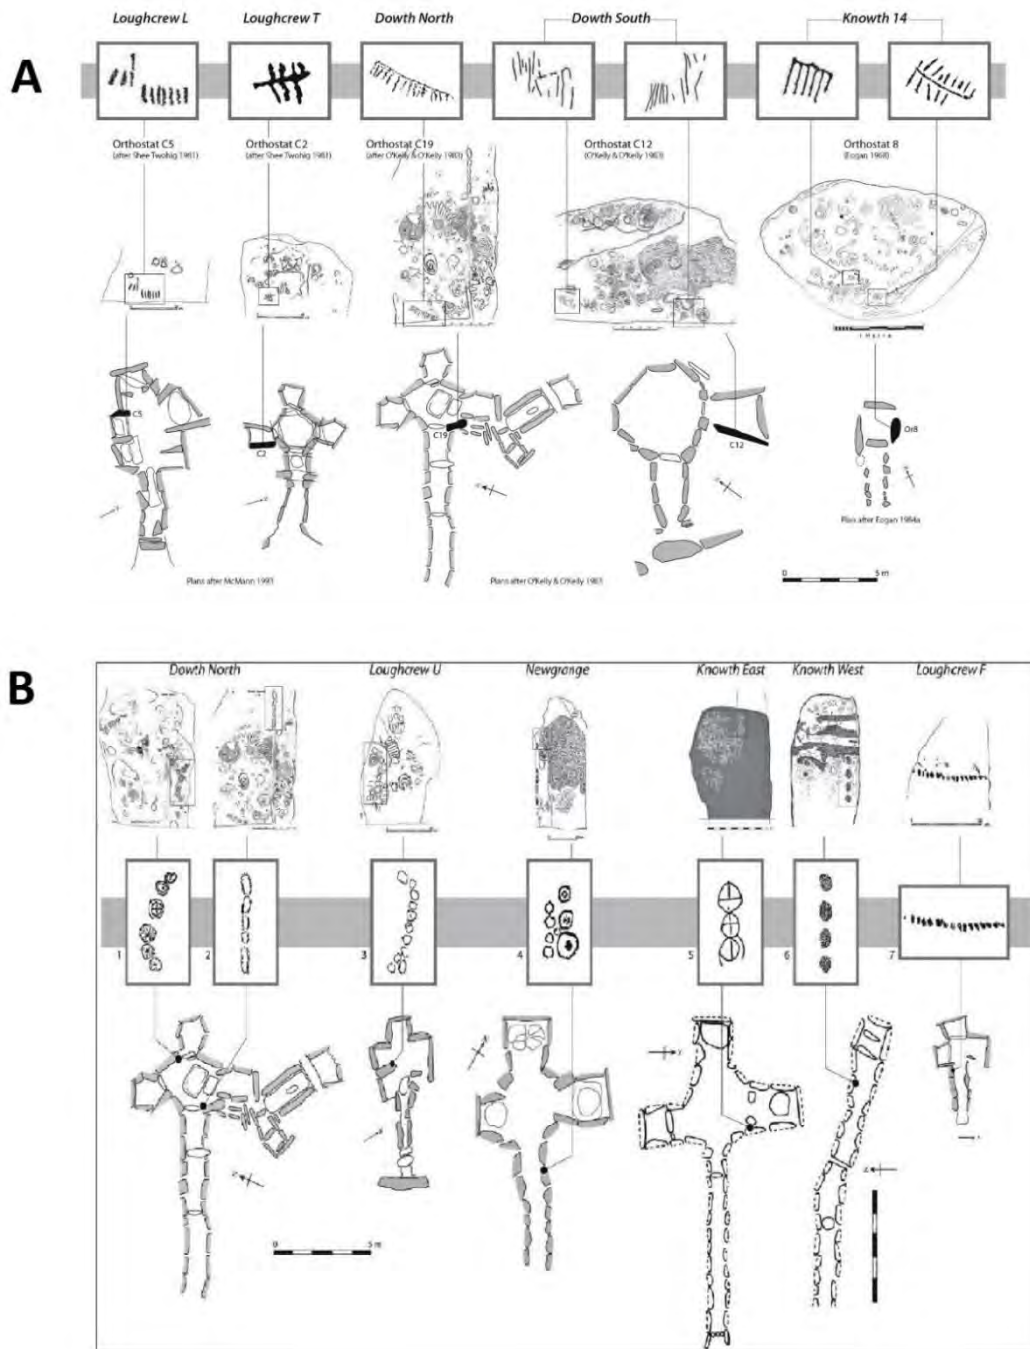 A
Loughcrew L Loughcrew T Dowth North Dowth South Knowth 14
Orthostat C5 Orthostat C2 Orthostat C19 Orthostat C12 Orthostat 8
(after Shee Twohig 1981) (after Shee Twohig 1981) (after O'Kelly & O'Kelly 1983) (O'Kelly & O'Kelly 1983) (Eogan 1968)
1 Metre
C5
C2
C19
C12
Or8
Plan after Eogan 1984a
Plans after McMann 1993 Plans after O'Kelly & O'Kelly 1983
0 5 m
B
Dowth North Loughcrew U Newgrange Knowth East Knowth West Loughcrew F
1 2 3 4 5 6 7
0 5 m